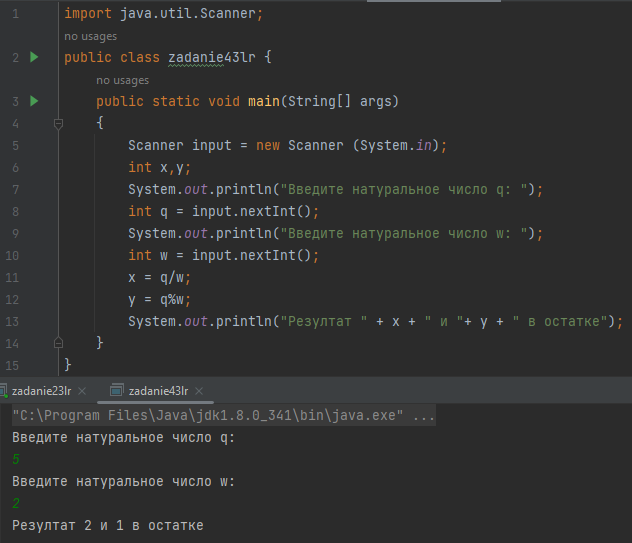 1 import java.util.Scanner;
no usages
2 public class zadanie43lr {
no usages
3 public static void main(String[] args)
4 {
5 Scanner input = new Scanner (System.in);
6 int x,y;
7 System.out.println("Введите натуральное число q: ");
8 int q = input.nextInt();
9 System.out.println("Введите натуральное число w: ");
10 int w = input.nextInt();
11 x = q/w;
12 y = q%w;
13 System.out.println("Резултат " + x + " и "+ y + " в остатке");
14 }
15 }
zadanie23lr × zadanie43lr ×
"C:\Program Files\Java\jdk1.8.0_341\bin\java.exe" ...
Введите натуральное число q:
5
Введите натуральное число w:
2
Резултат 2 и 1 в остатке